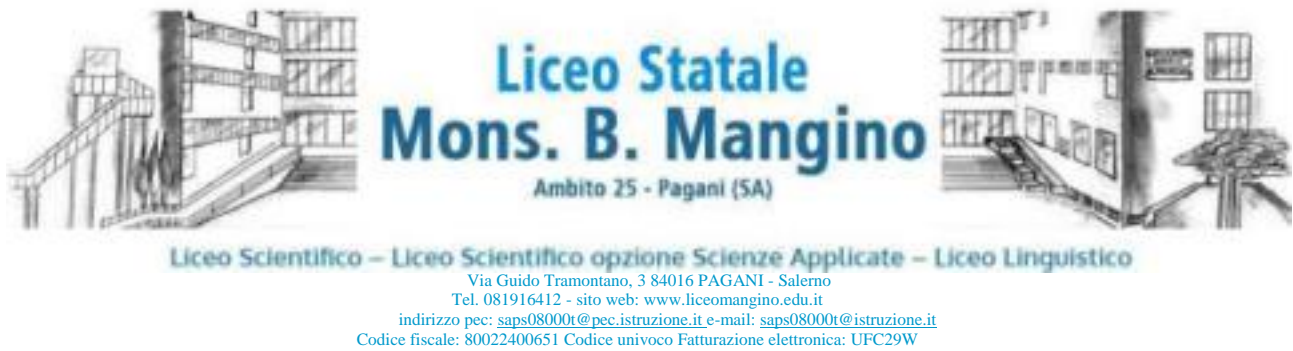 Liceo Statale
Mons. B. Mangino
Ambito 25 - Pagani (SA)
Liceo Scientifico – Liceo Scientifico opzione Scienze Applicate – Liceo Linguistico
Via Guido Tramontano, 3 84016 PAGANI - Salerno
Tel. 081916412 - sito web: www.liceomangino.edu.it
indirizzo pec: saps08000t@pec.istruzione.it e-mail: saps08000t@istruzione.it
Codice fiscale: 80022400651 Codice univoco Fatturazione elettronica: UFC29W